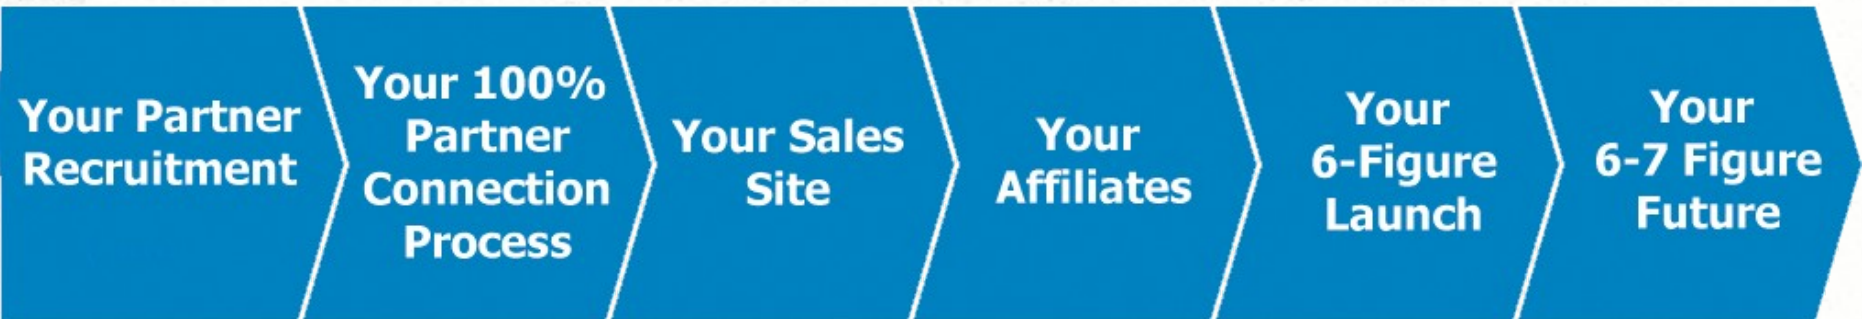 Your Partner
Recruitment
Your 100%
Partner
Connection
Process
Your Sales
Site
Your
Affiliates
Your
6-Figure
Launch
Your
6-7 Figure
Future